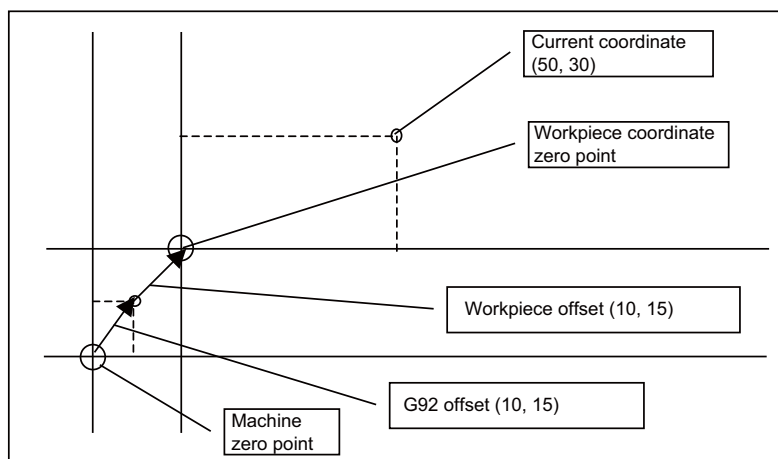 Current coordinate
(50, 30)
Workpiece coordinate
zero point
Workpiece offset (10, 15)
G92 offset (10, 15)
Machine
zero point